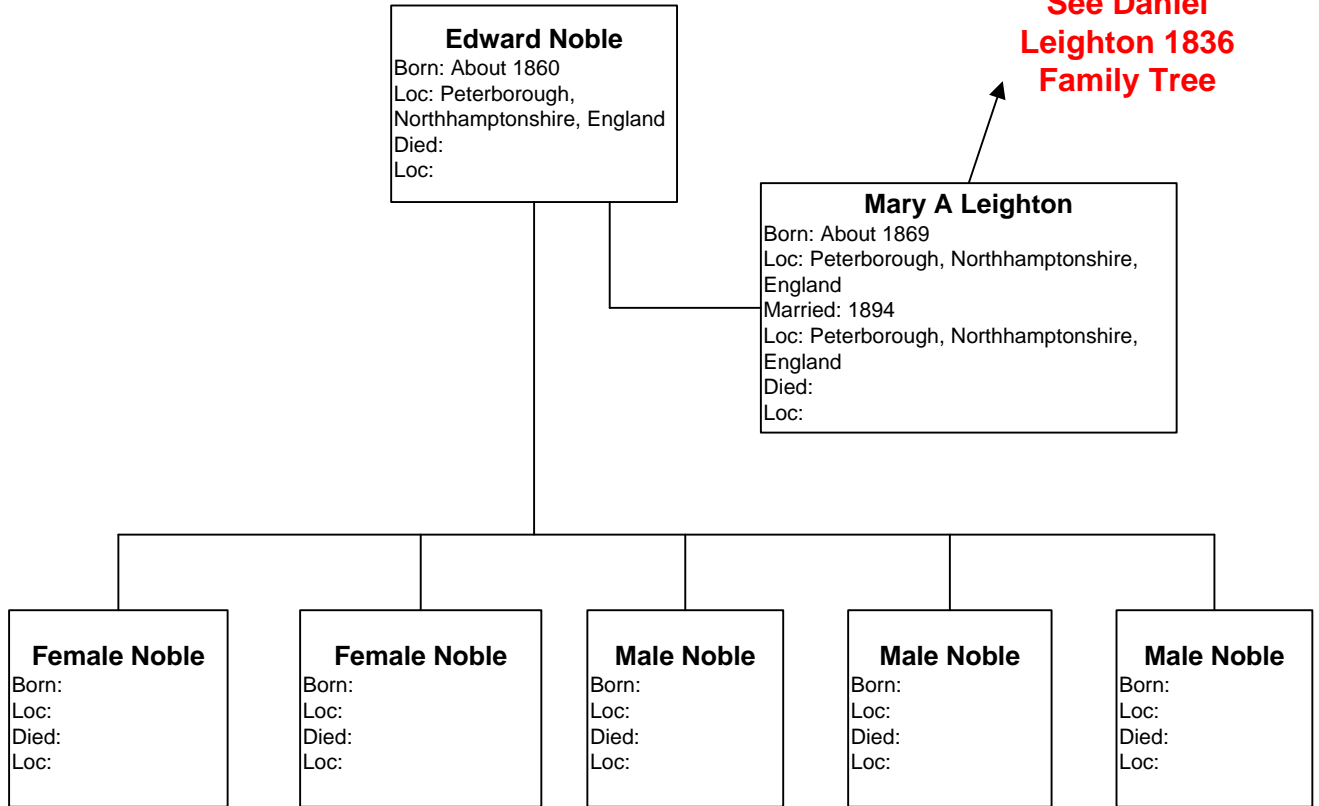 See Daniel
Leighton 1836
Family Tree
Edward Noble
Born: About 1860
Loc: Peterborough,
Northhamptonshire, England
Died:
Loc:
Mary A Leighton
Born: About 1869
Loc: Peterborough, Northhamptonshire,
England
Married: 1894
Loc: Peterborough, Northhamptonshire,
England
Died:
Loc:
Female Noble
Born:
Loc:
Died:
Loc:
Female Noble
Born:
Loc:
Died:
Loc:
Male Noble
Born:
Loc:
Died:
Loc:
Male Noble
Born:
Loc:
Died:
Loc:
Male Noble
Born:
Loc:
Died:
Loc: